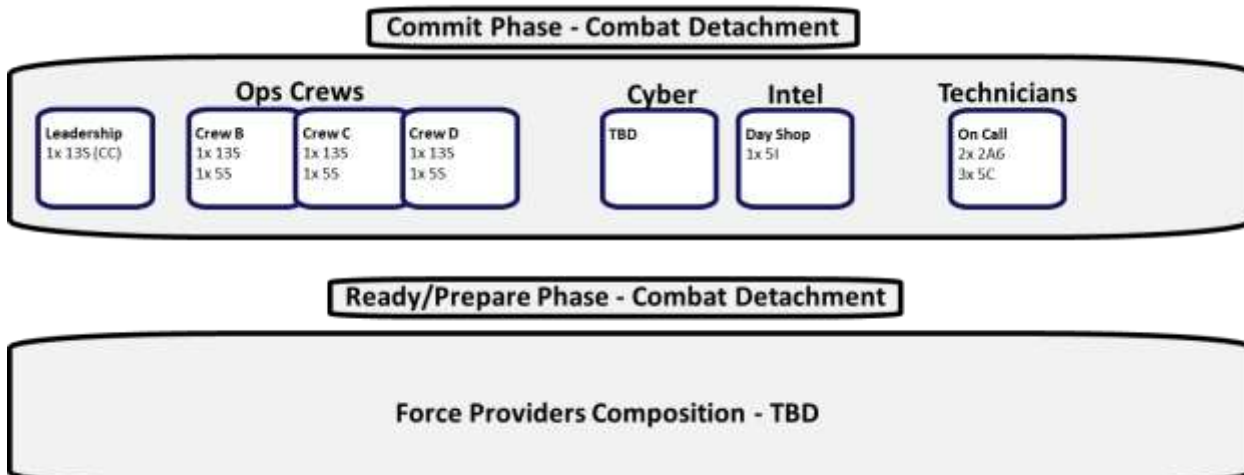 Commit Phase - Combat Detachment
Ops Crews
Cyber
Intel
Technicians
Leadership
1x 13S (CC)
Crew B
1x 13S
1x 5S
Crew C
1x 13S
1x 5S
Crew D
1x 13S
1x 5S
TBD
Day Shop
1x 5I
On Call
2x 2A6
3x 5C
Ready/Prepare Phase - Combat Detachment
Force Providers Composition - TBD